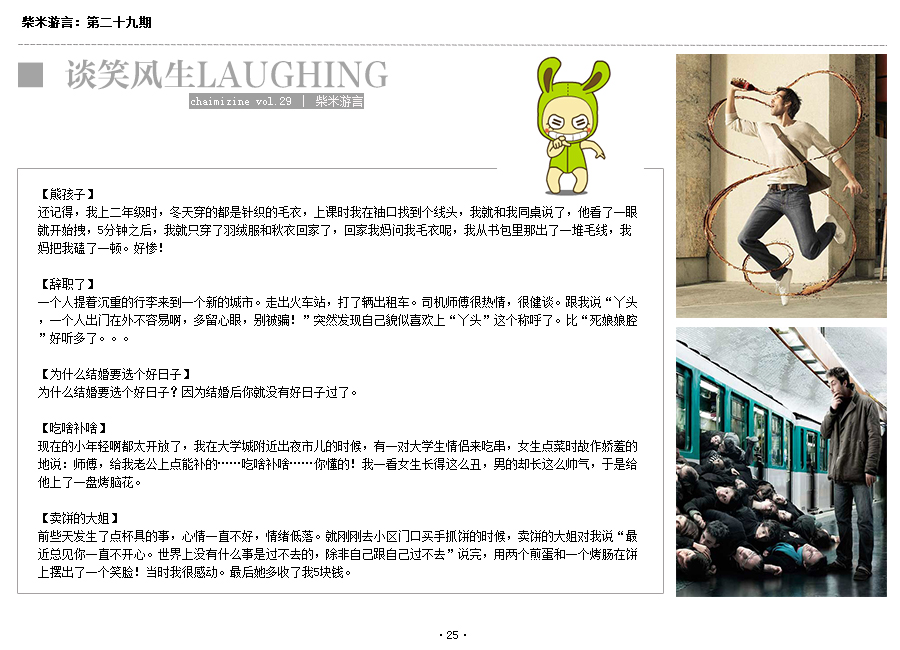 柴米游言：第二十九期
谈笑风生LAUGHING
chaimizine vol.29 | 柴米游言
【熊孩子】
还记得，我上二年级时，冬天穿的都是针织的毛衣，上课时我在袖口找到个线头，我就和我同桌说了，他看了一眼
就开始拽，5分钟之后，我就只穿了羽绒服和秋衣回家了，回家我妈问我毛衣呢，我从书包里那出了一堆毛线，我
妈把我磕了一顿。好惨！
【辞职了】
一个人提着沉重的行李来到一个新的城市。走出火车站，打了辆出租车。司机师傅很热情，很健谈。跟我说“丫头
，一个人出门在外不容易啊，多留心眼，别被骗！”突然发现自己貌似喜欢上“丫头”这个称呼了。比“死娘娘腔
”好听多了。。。
【为什么结婚要选个好日子】
为什么结婚要选个好日子？因为结婚后你就没有好日子过了。
【吃啥补啥】
现在的小年轻啊都太开放了，我在大学城附近出夜市儿的时候，有一对大学生情侣来吃串，女生点菜时故作娇羞的
地说：师傅，给我老公上点能补的……吃啥补啥……你懂的！我一看女生长得这么丑，男的却长这么帅气，于是给
他上了一盘烤脑花。
【卖饼的大姐】
前些天发生了点杯具的事，心情一直不好，情绪低落。就刚刚去小区门口买手抓饼的时候，卖饼的大姐对我说“最
近总见你一直不开心。世界上没有什么事是过不去的，除非自己跟自己过不去”说完，用两个煎蛋和一个烤肠在饼
上摆出了一个笑脸！当时我很感动。最后她多收了我5块钱。
·25·